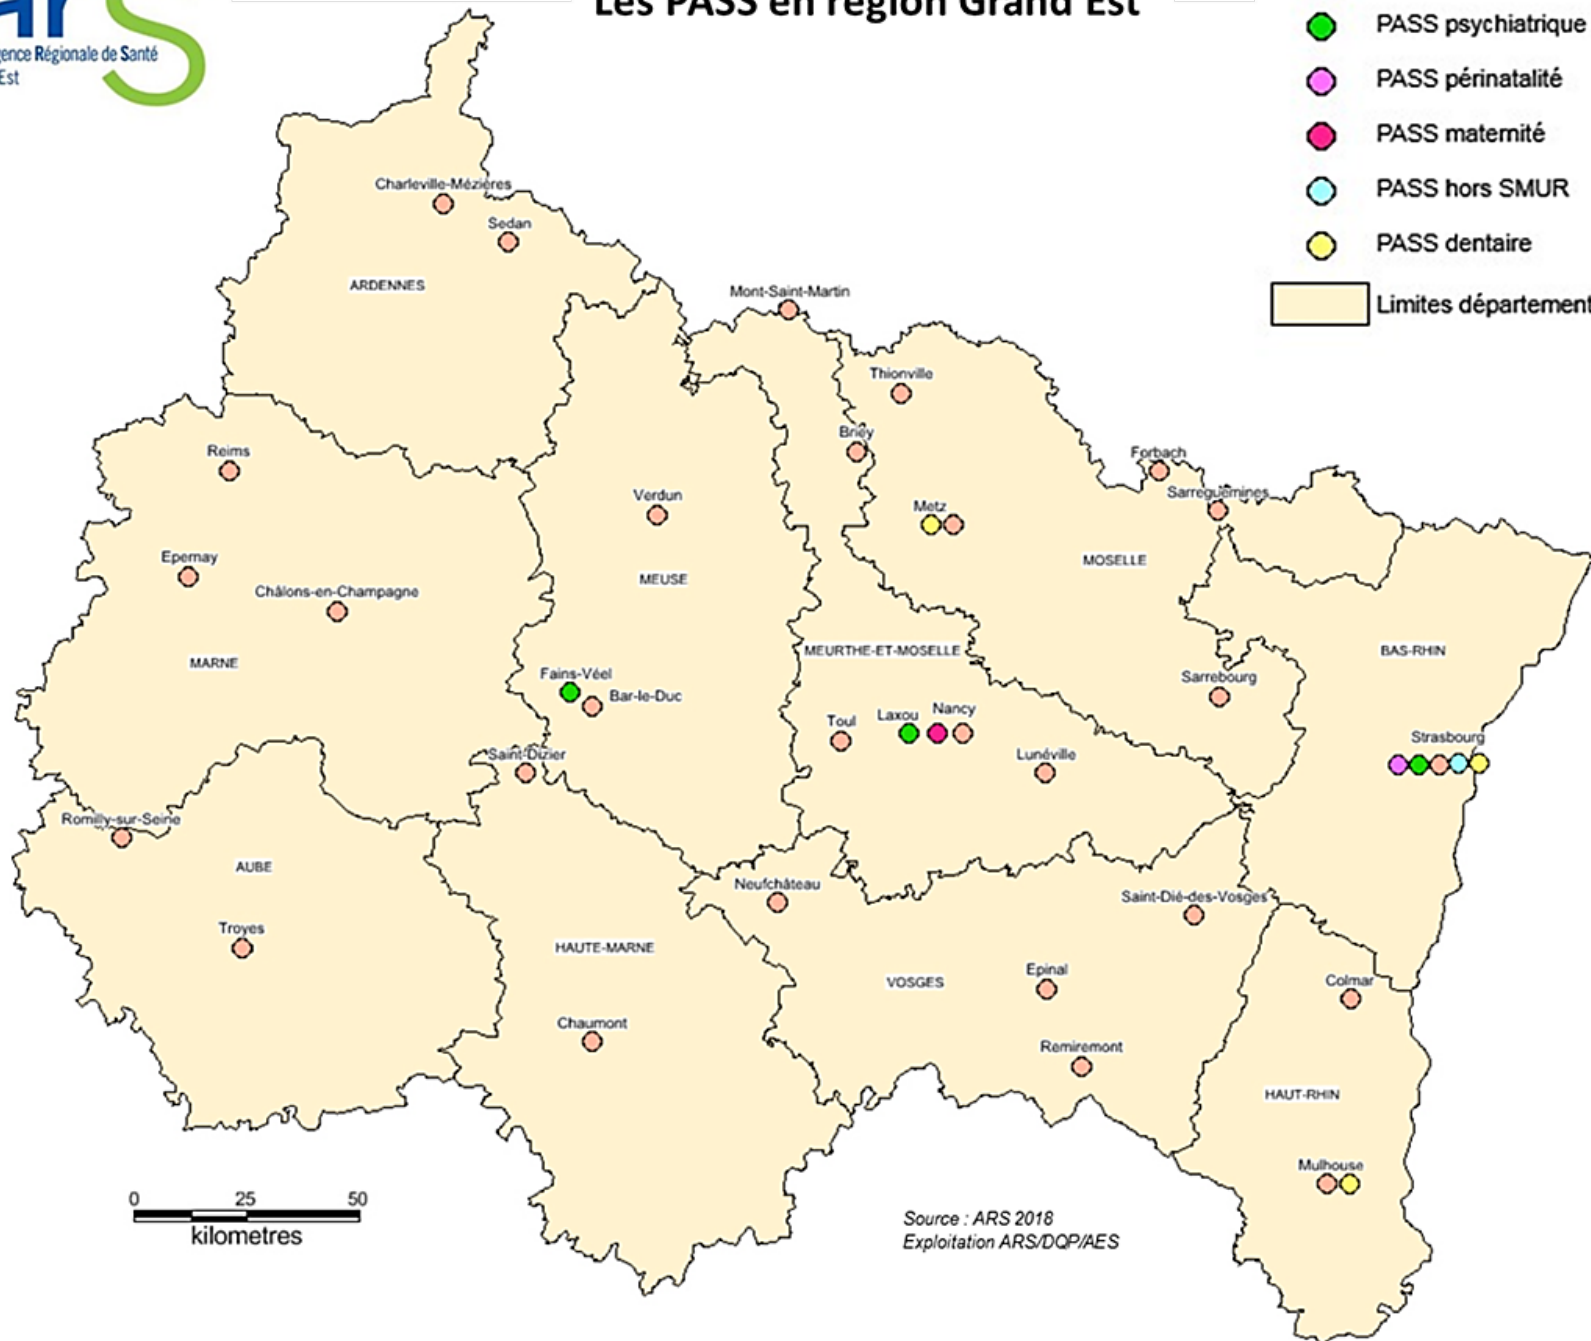 Les PASS en région Grand Est
ars
gence Régionale de Santé
Est
PASS psychiatrique
PASS périnatalité
PASS maternité
PASS hors SMUR
PASS dentaire
Limites département
Charleville-Mézières
Sedan
ARDENNES
Mont-Saint-Martin
Thionville
Briey
Reims
Forbach
Sarreguemines
Verdun
Metz
Epernay
MOSELLE
MEUSE
Châlons-en-Champagne
MARNE
MEURTHE-ET-MOSELLE
BAS-RHIN
Fains-Véel
Bar-le-Duc
Sarrebourg
Toul
Laxou
Nancy
Strasbourg
Saint-Dizier
Lunéville
Romilly-sur-Seine
AUBE
Neufchâteau
Saint-Dié-des-Vosges
Troyes
HAUTE-MARNE
VOSGES
Epinal
Colmar
Chaumont
Remiremont
HAUT-RHIN
Mulhouse
0 25 50
kilometres
Source : ARS 2018
Exploitation ARS/DQP/AES